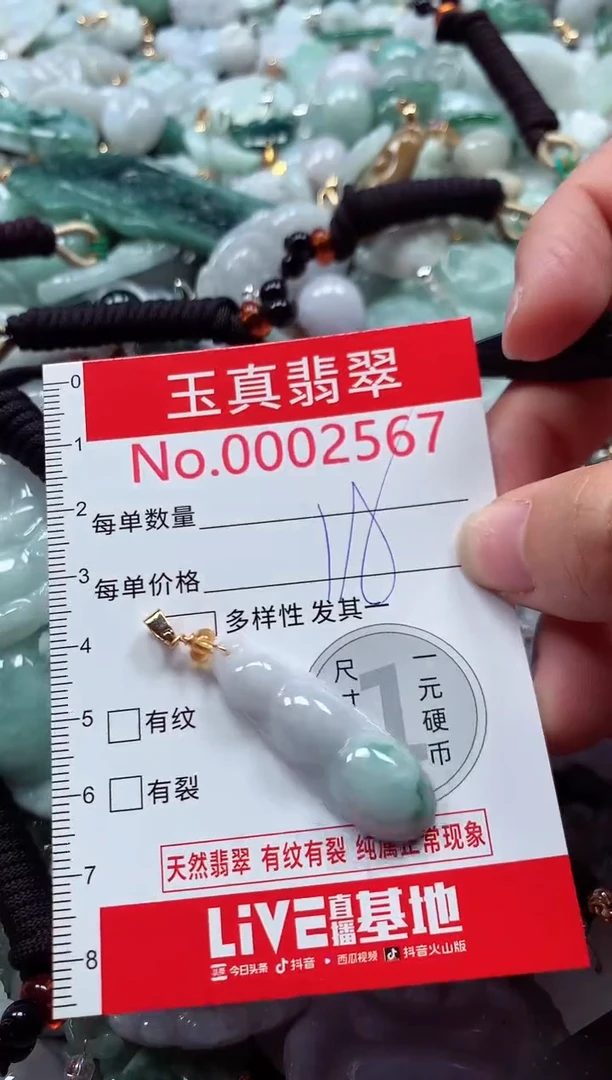 0
玉真翡翠
No.0002567
1
2
每单数量
18
3
每单价格
多样性 发其一
4
尺寸
1
一元硬币
5
有纹
6
有裂
天然翡翠 有纹有裂 纯属正常现象
7
LiVE直播基地
8
头条 今日头条 抖音 西瓜视频 抖音火山版